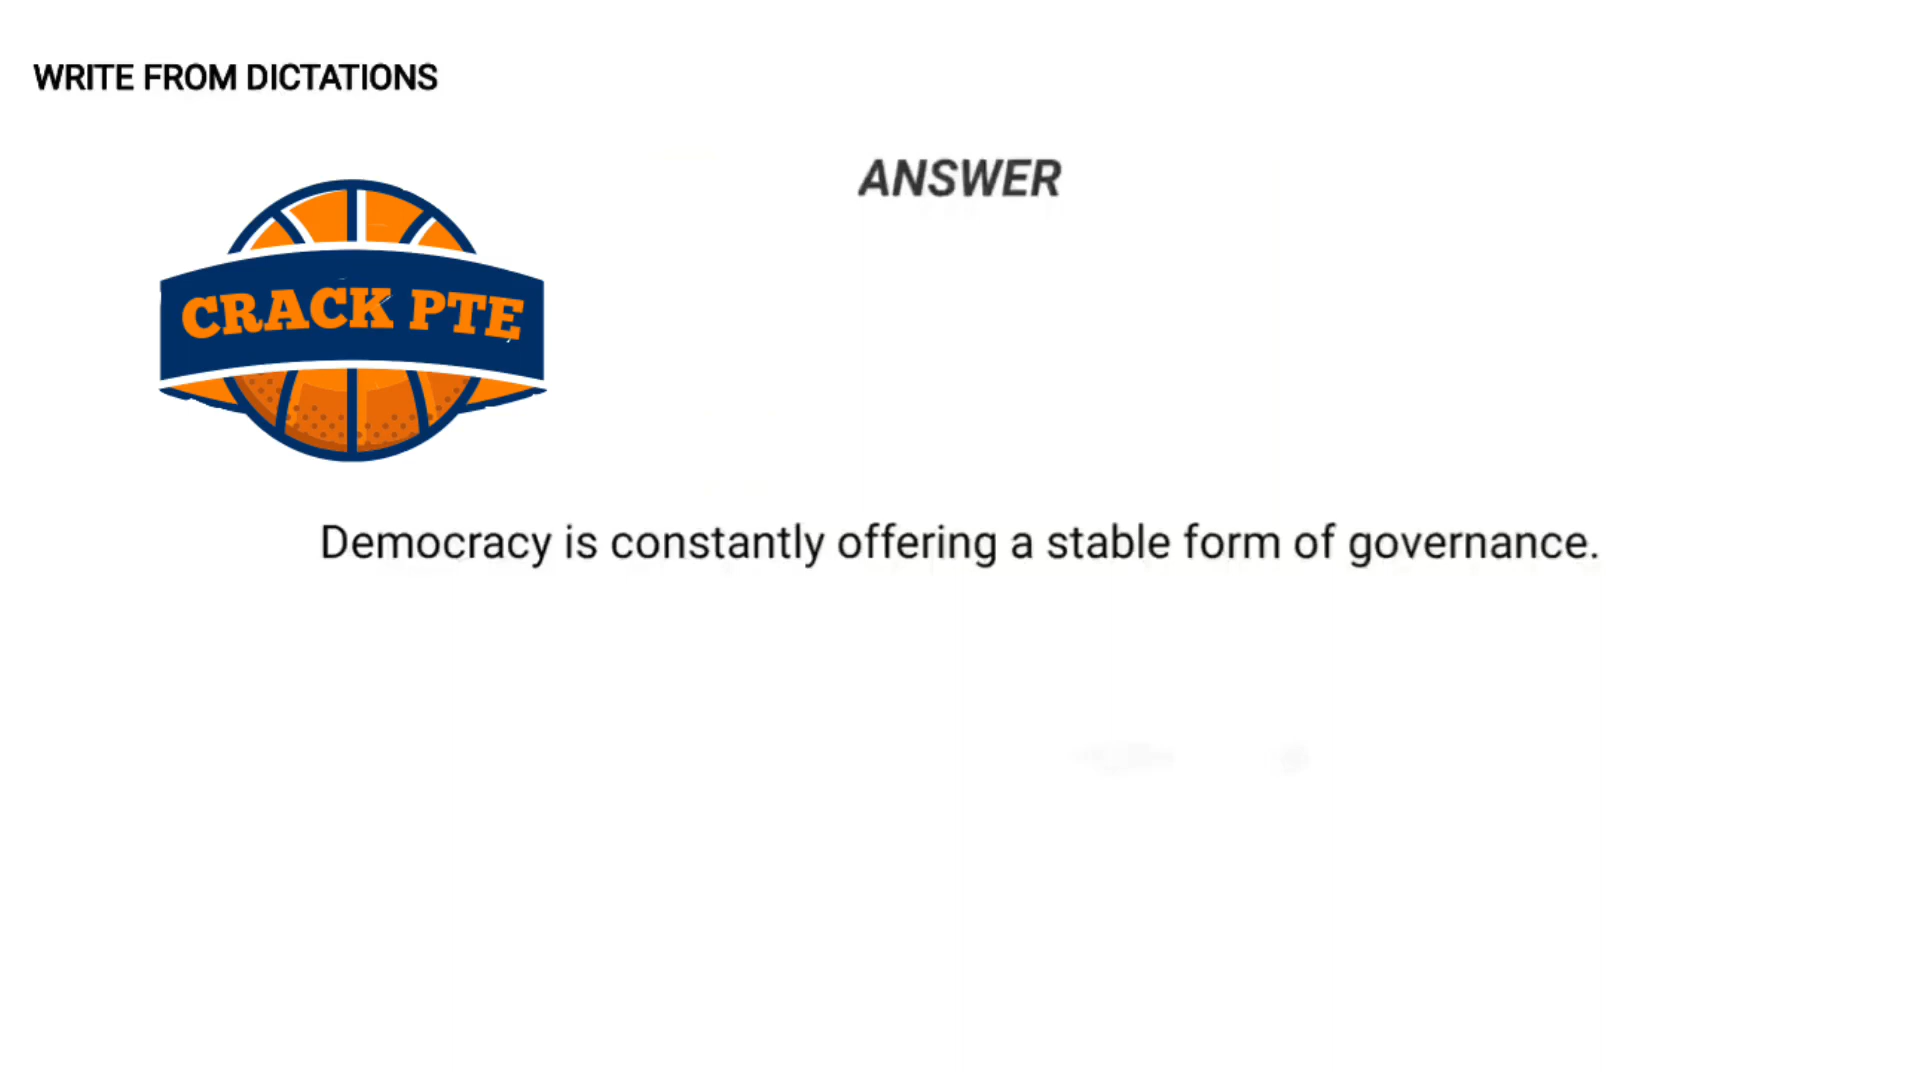 WRITE FROM DICTATIONS
ANSWER
CRACK PTE
Democracy is constantly offering a stable form of governance.